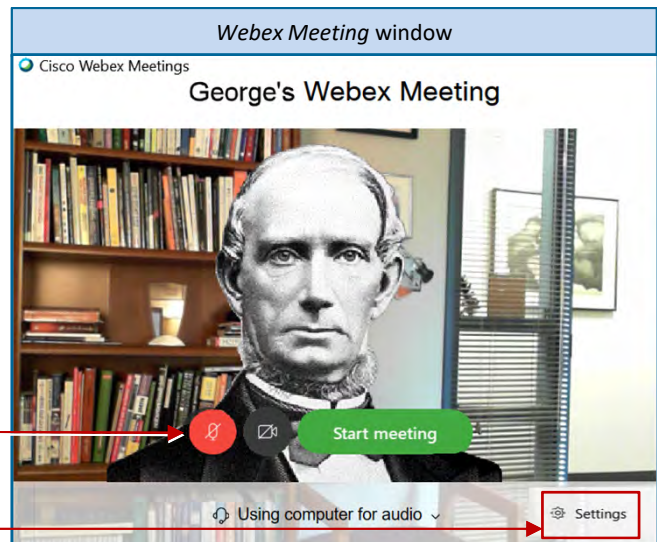 Webex Meeting window
Cisco Webex Meetings
George's Webex Meeting
Start meeting
Using computer for audio
Settings